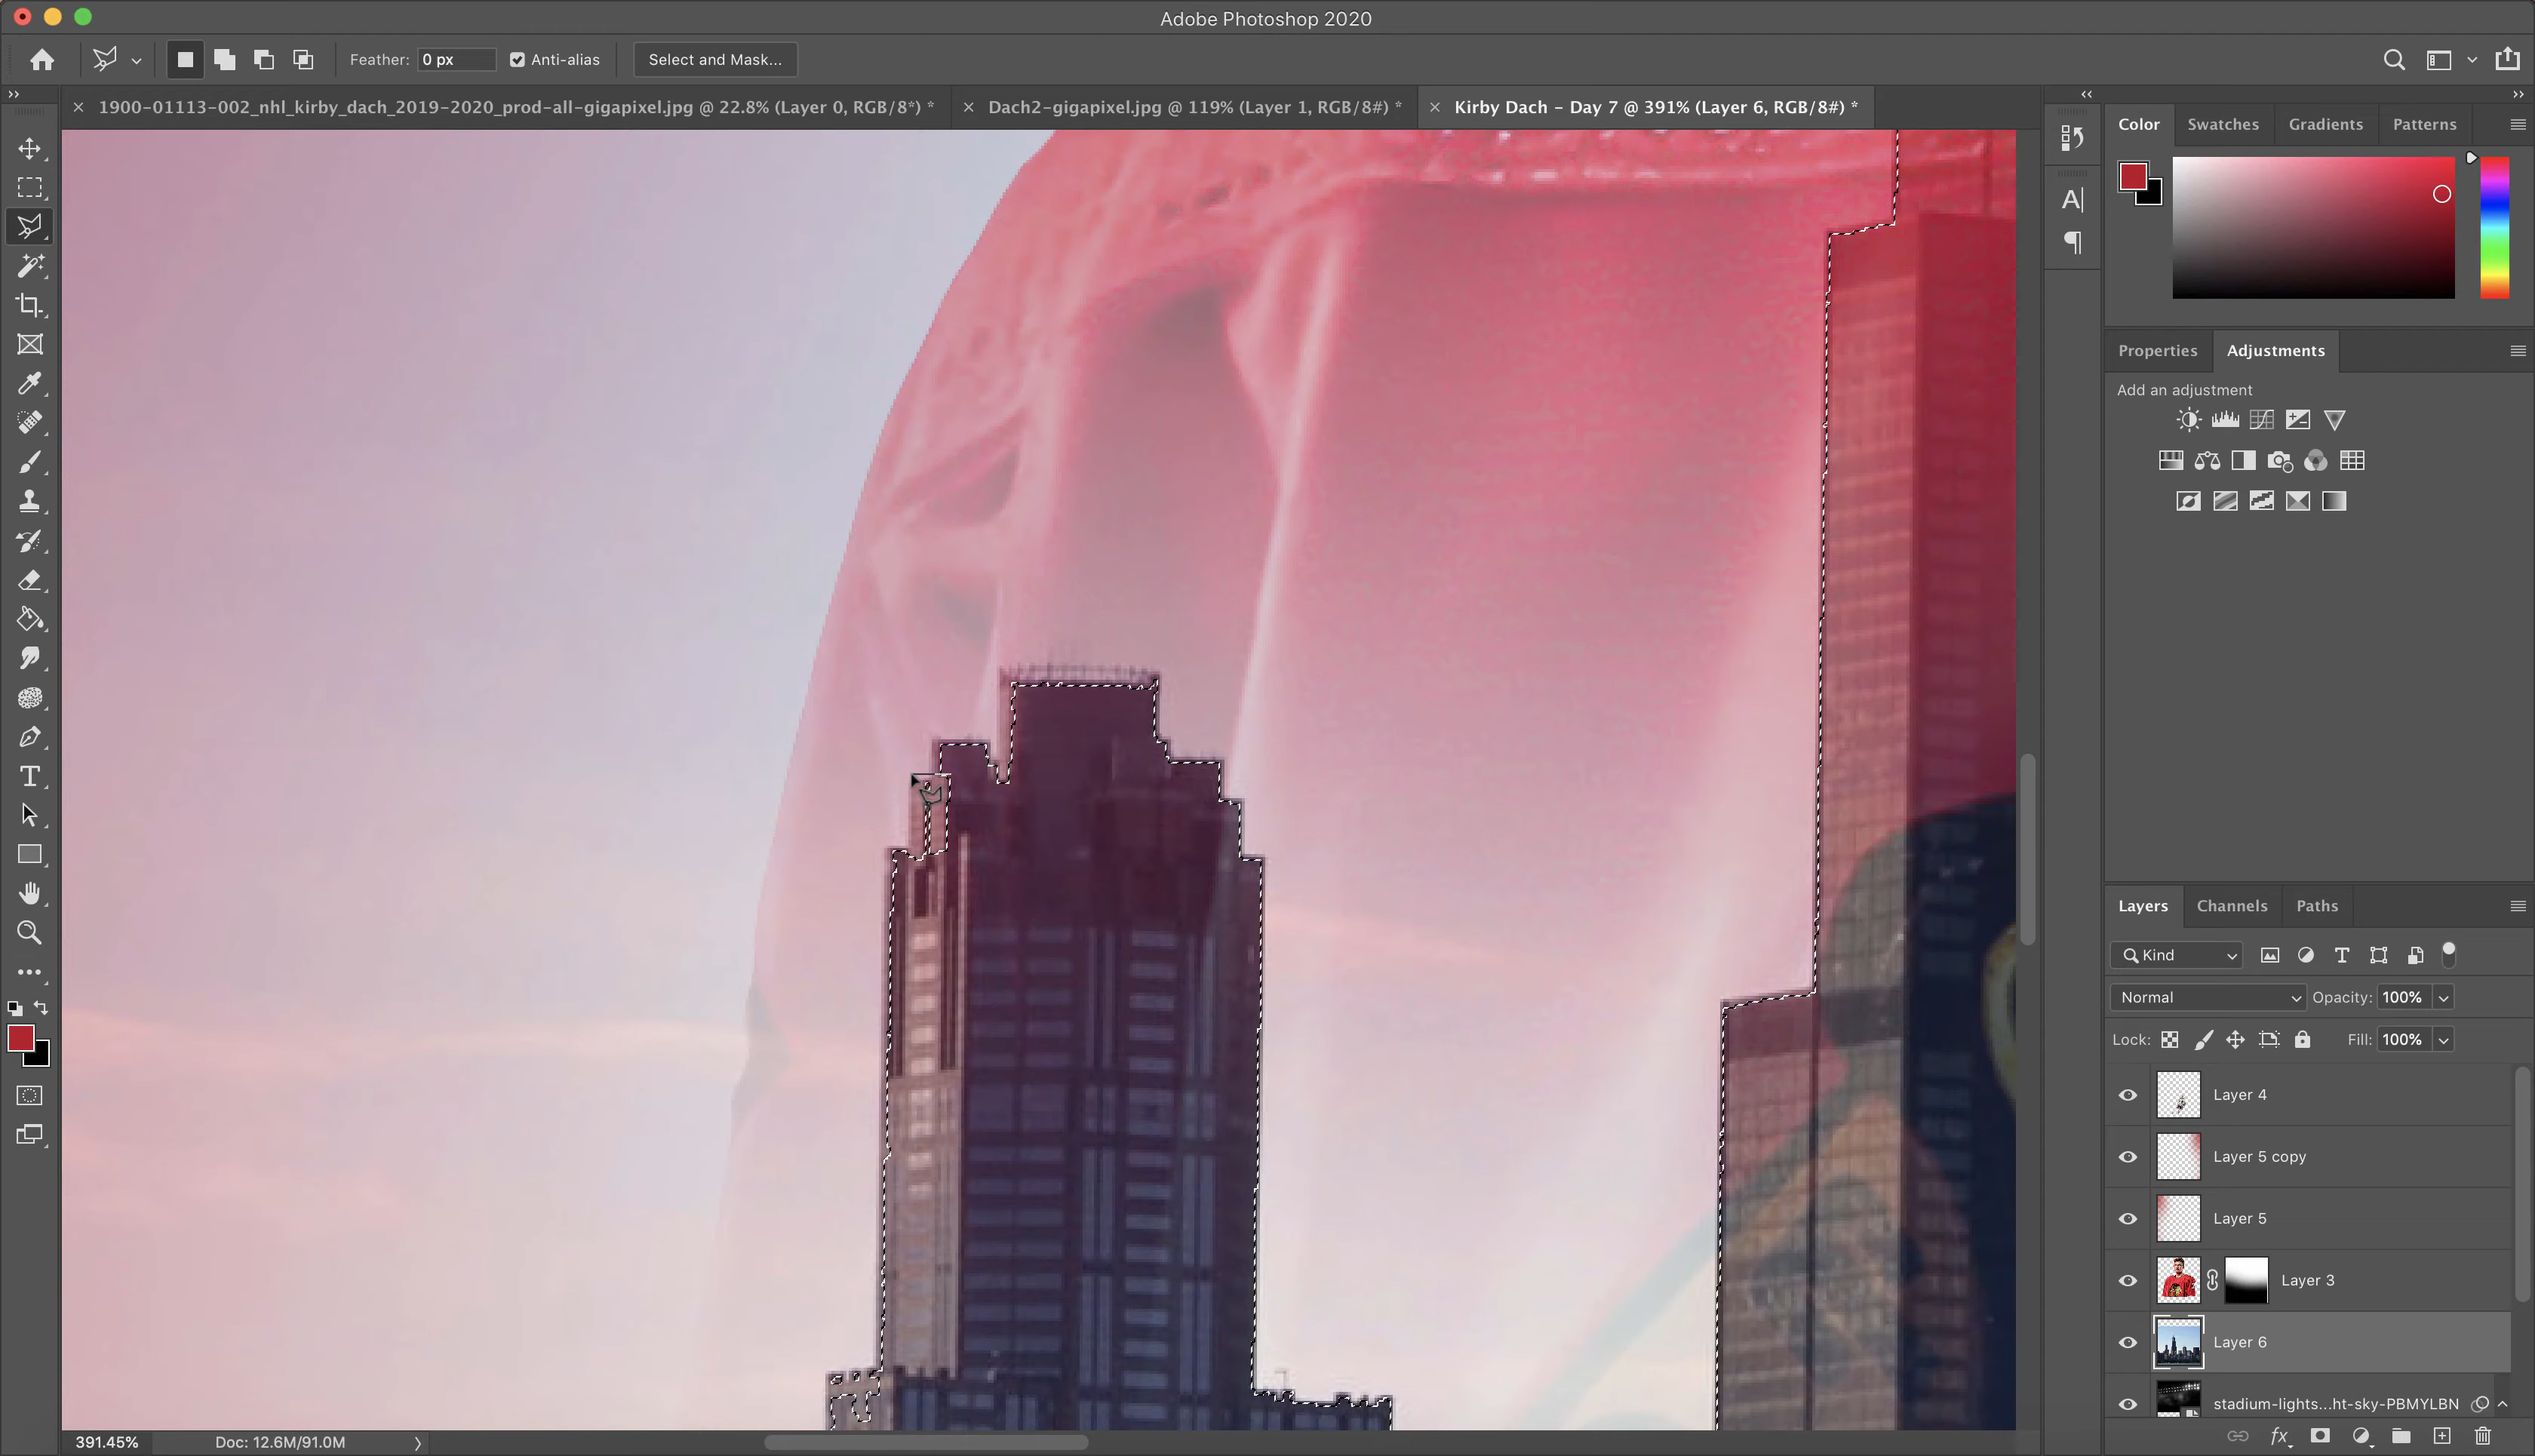 Adobe Photoshop 2020
Feather: 0 px Anti-alias Select and Mask...
1900-01113-002_nhl_kirby_dach_2019-2020_prod-all-gigapixel.jpg @ 22.8% (Layer 0, RGB/8*) *
Dach2-gigapixel.jpg @ 119% (Layer 1, RGB/8#) *
Kirby Dach - Day 7 @ 391% (Layer 6, RGB/8#) *
Color Swatches Gradients Patterns
Properties Adjustments
Add an adjustment
Layers Channels Paths
Kind
Normal Opacity: 100%
Lock: Fill: 100%
Layer 4
Layer 5 copy
Layer 5
Layer 3
Layer 6
stadium-lights...ht-sky-PBMYLBN
fx
391.45% Doc: 12.6M/91.0M